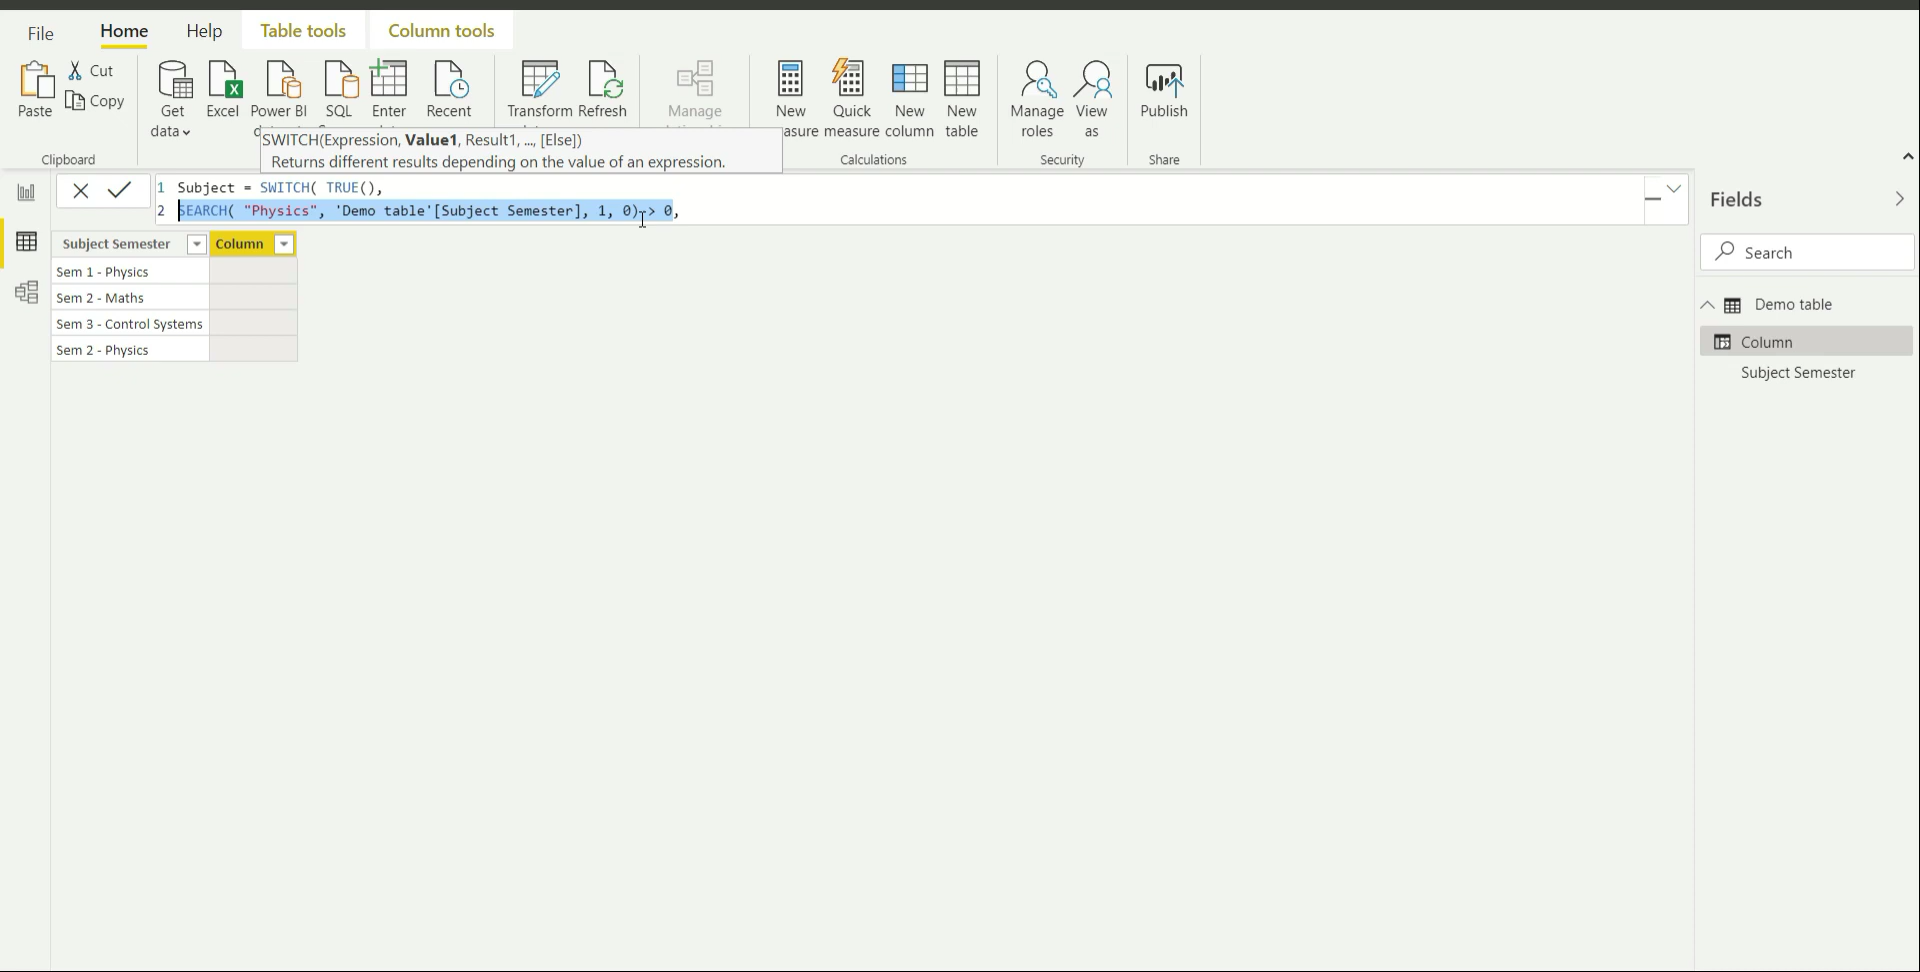 File Home Help Table tools Column tools
Paste
Cut
Copy
Clipboard
Get data
Excel
Power BI
SQL
Enter
Recent
Transform
Refresh
Manage
New
asure
Quick measure
New column
New table
Calculations
Manage roles
View as
Security
Publish
Share
SWITCH(Expression, Value1, Result1, ..., [Else])
Returns different results depending on the value of an expression.
1 Subject = SWITCH( TRUE(),
2 SEARCH( "Physics", 'Demo table'[Subject Semester], 1, 0) > 0,
Subject Semester Column
Sem 1 - Physics
Sem 2 - Maths
Sem 3 - Control Systems
Sem 2 - Physics
Fields
Search
Demo table
Column
Subject Semester